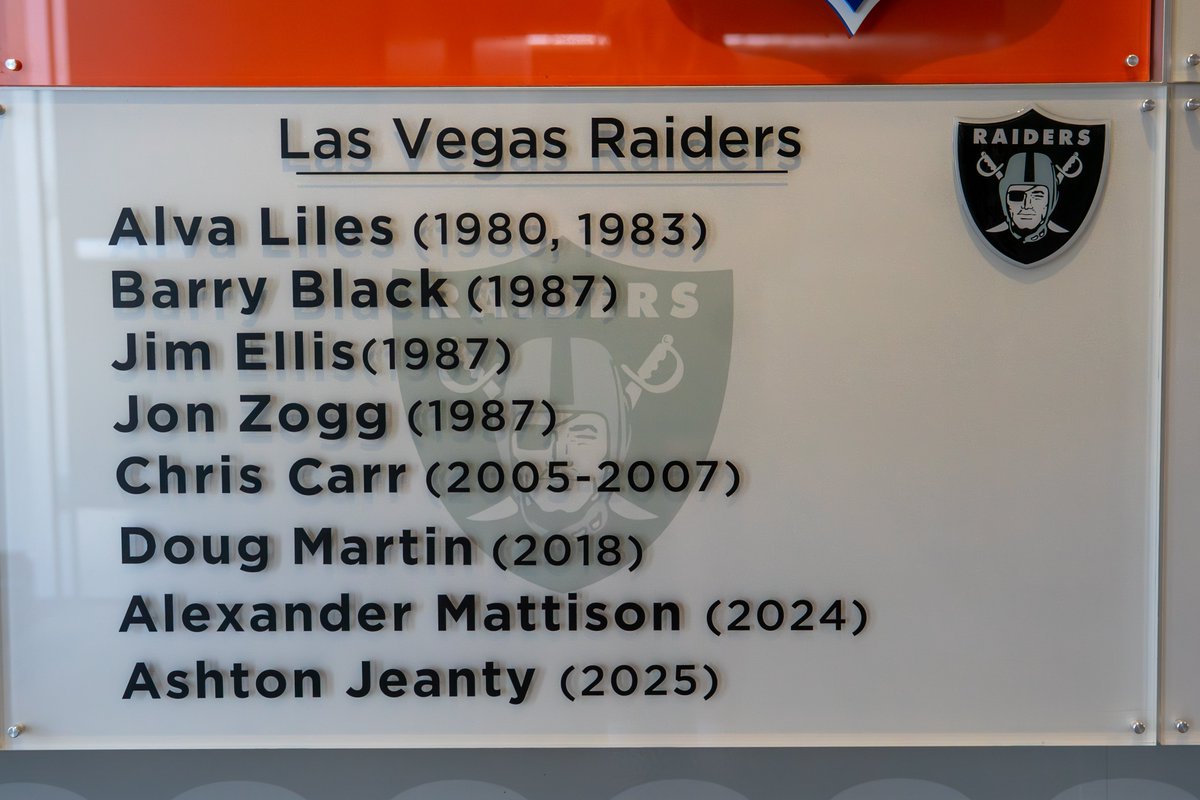 Las Vegas Raiders
RAIDERS
Alva Liles (1980, 1983)
Barry Black (1987)
RAIDERS
Jim Ellis(1987)
Jon Zogg (1987)
Chris Carr (2005-2007)
Doug Martin (2018)
Alexander Mattison (2024)
Ashton Jeanty (2025)